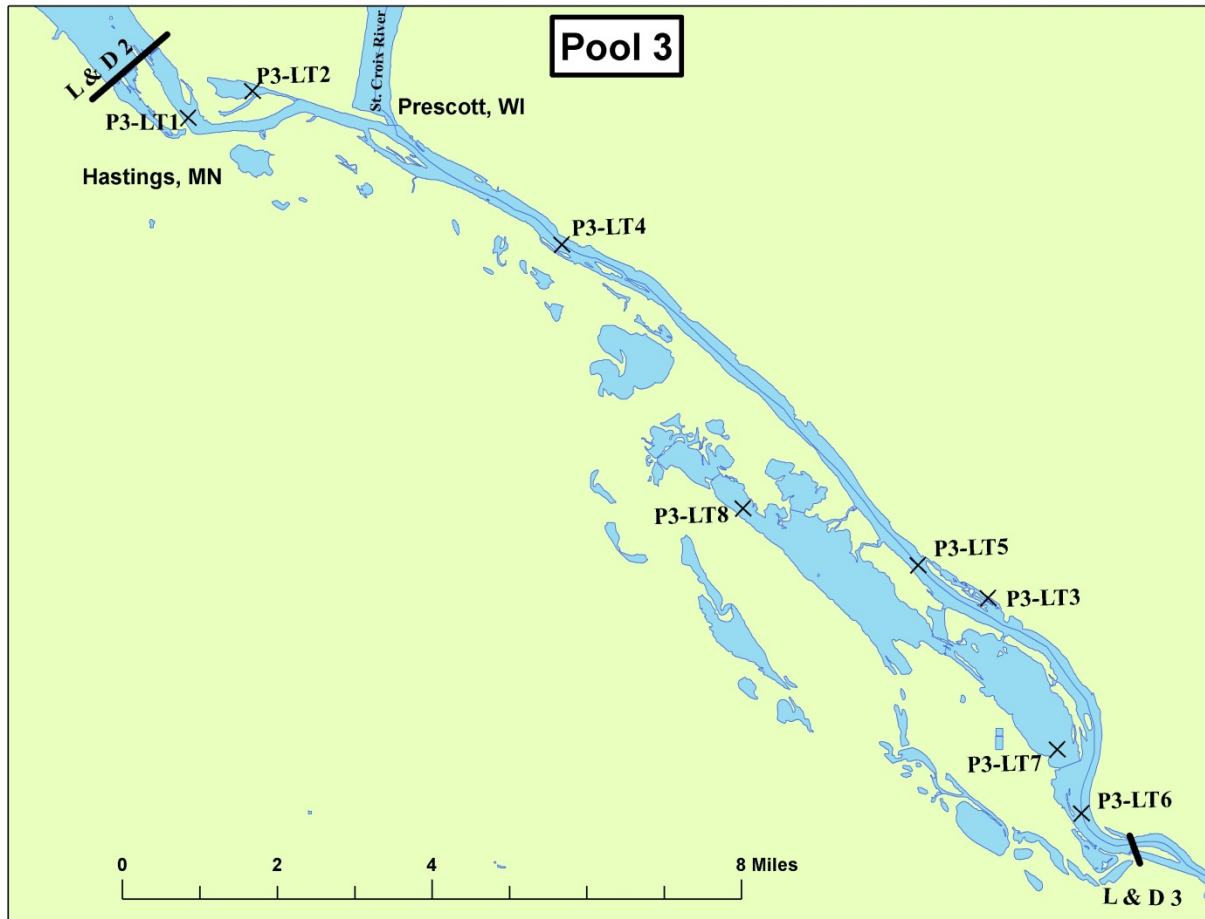 Pool 3
L & D 2
P3-LT2
St. Croix River
Prescott, WI
P3-LT1
Hastings, MN
P3-LT4
P3-LT8
P3-LT5
P3-LT3
P3-LT7
P3-LT6
0 2 4 8 Miles
L & D 3